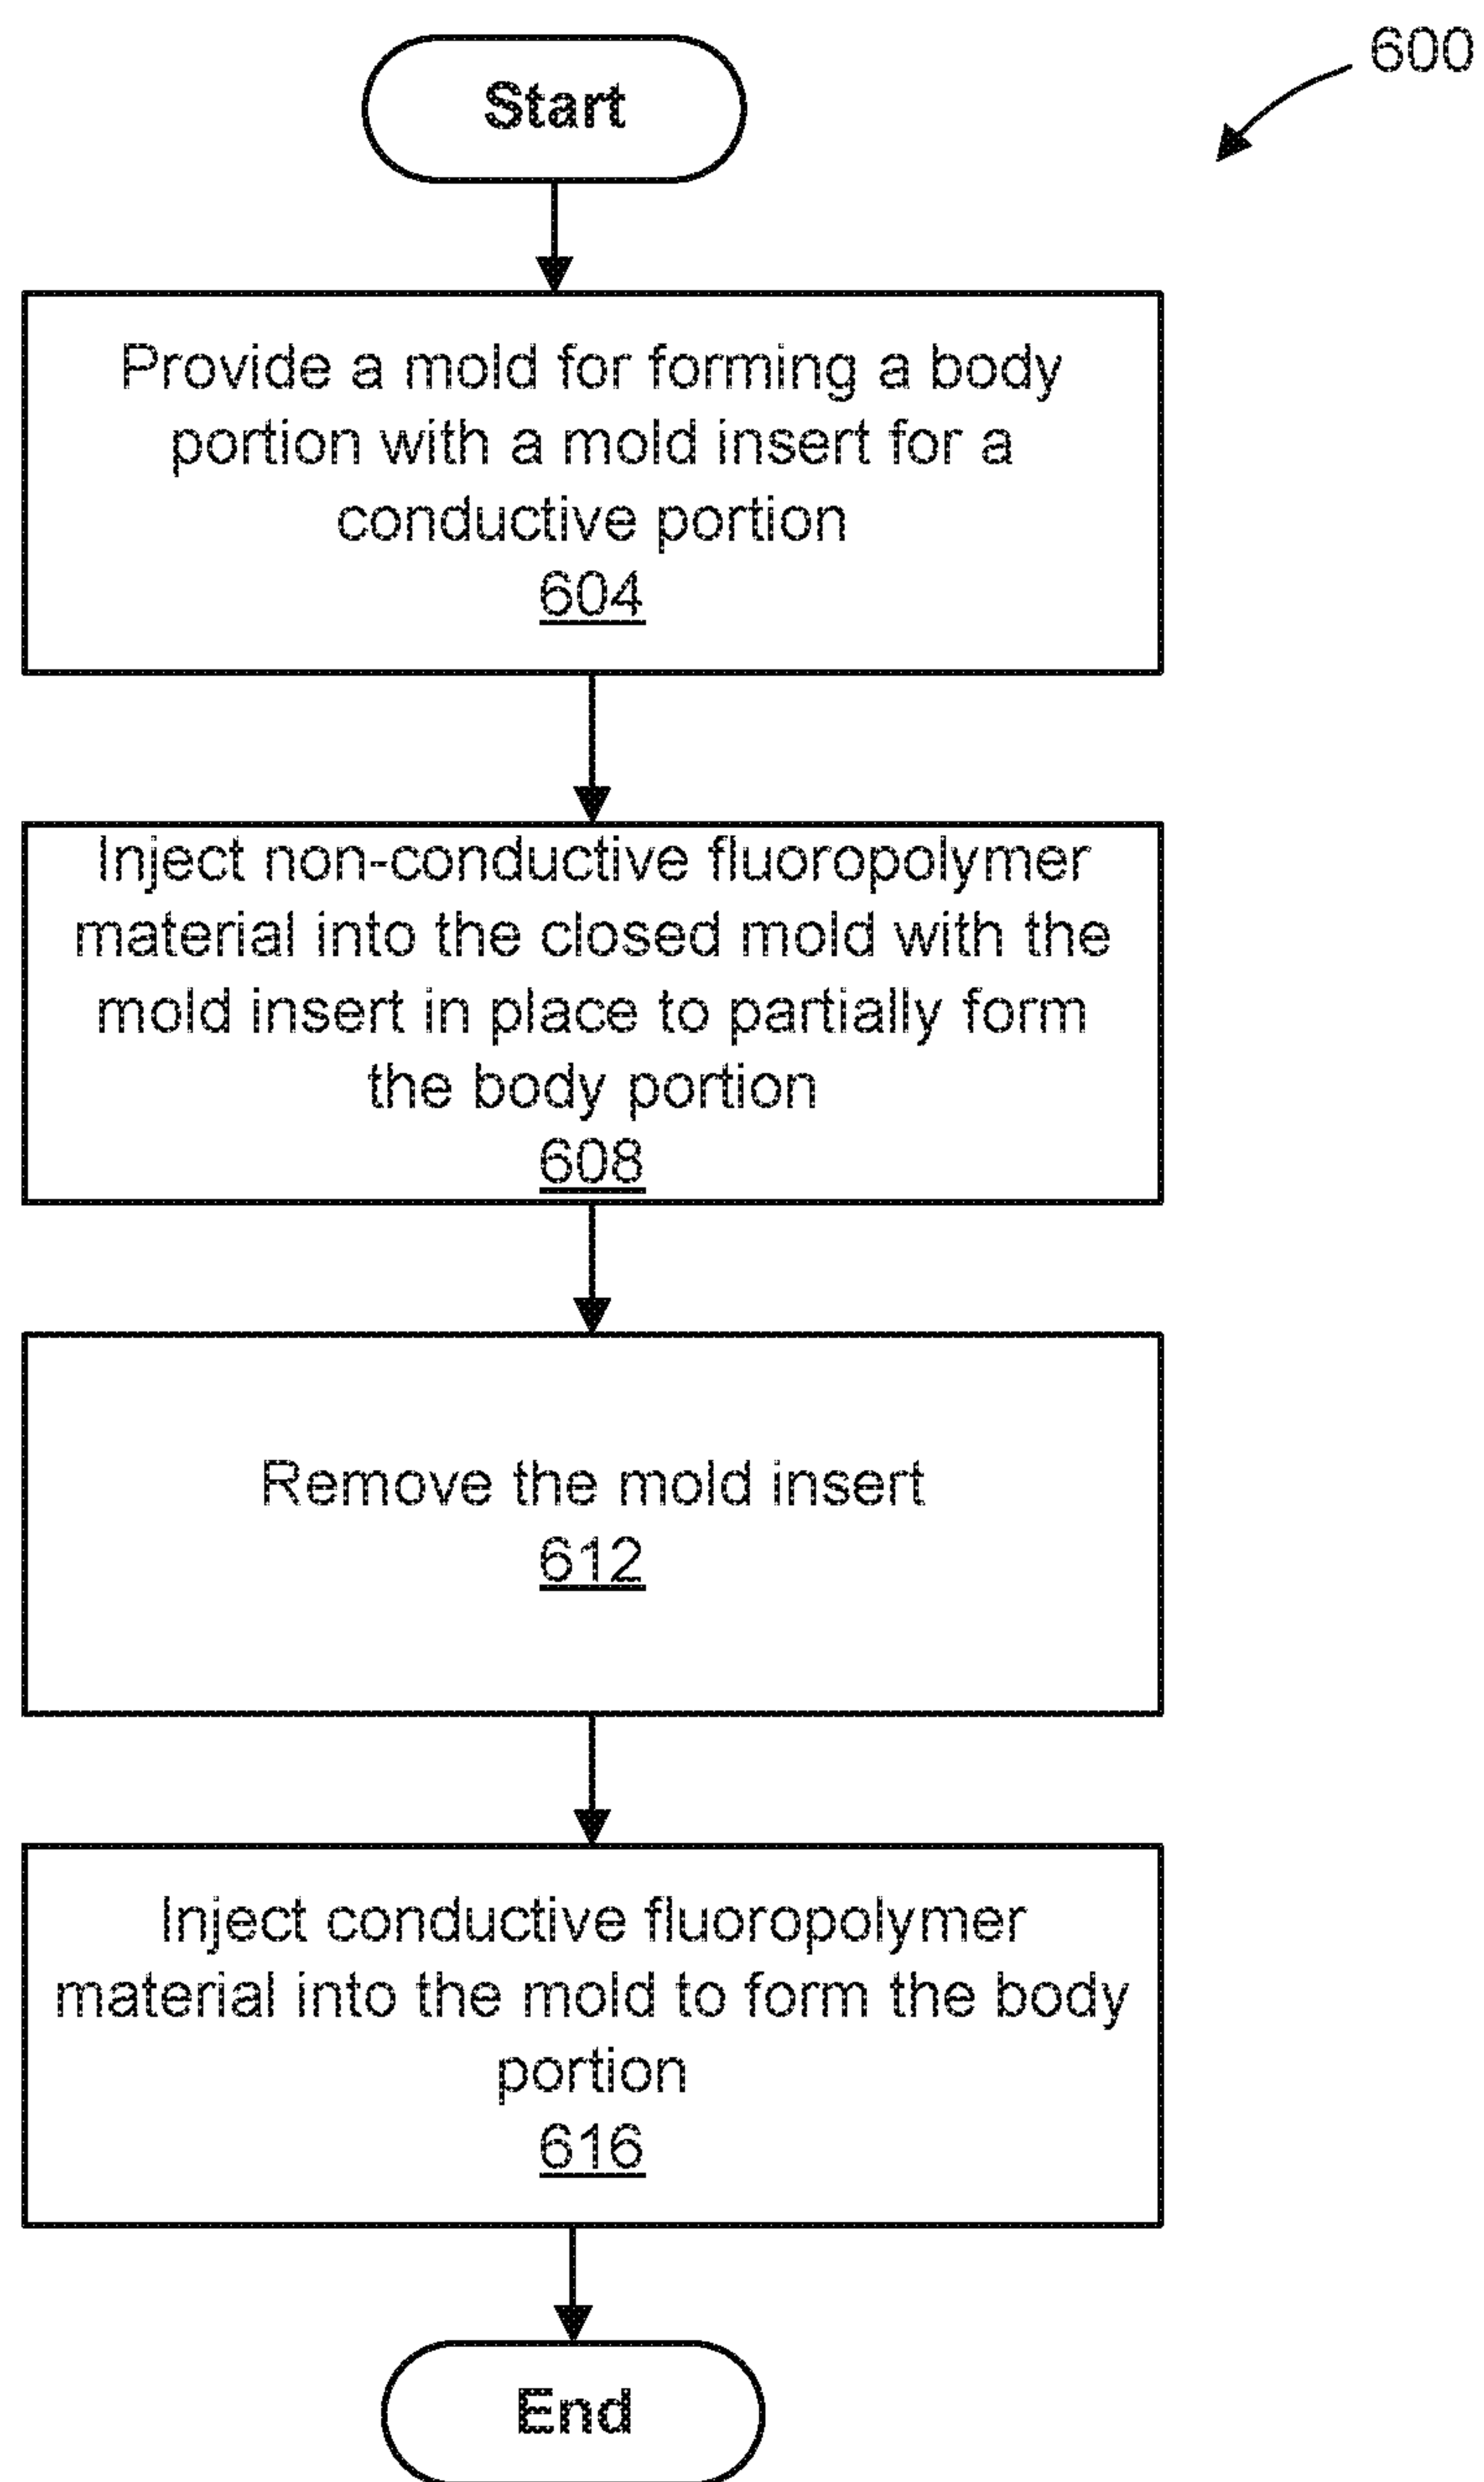 600
Start
Provide a mold for forming a body
portion with a mold insert for a
conductive portion
604
Inject non-conductive fluoropolymer
material into the closed mold with the
mold insert in place to partially form
the body portion
608
Remove the mold insert
612
Inject conductive fluoropolymer
material into the mold to form the body
portion
616
End